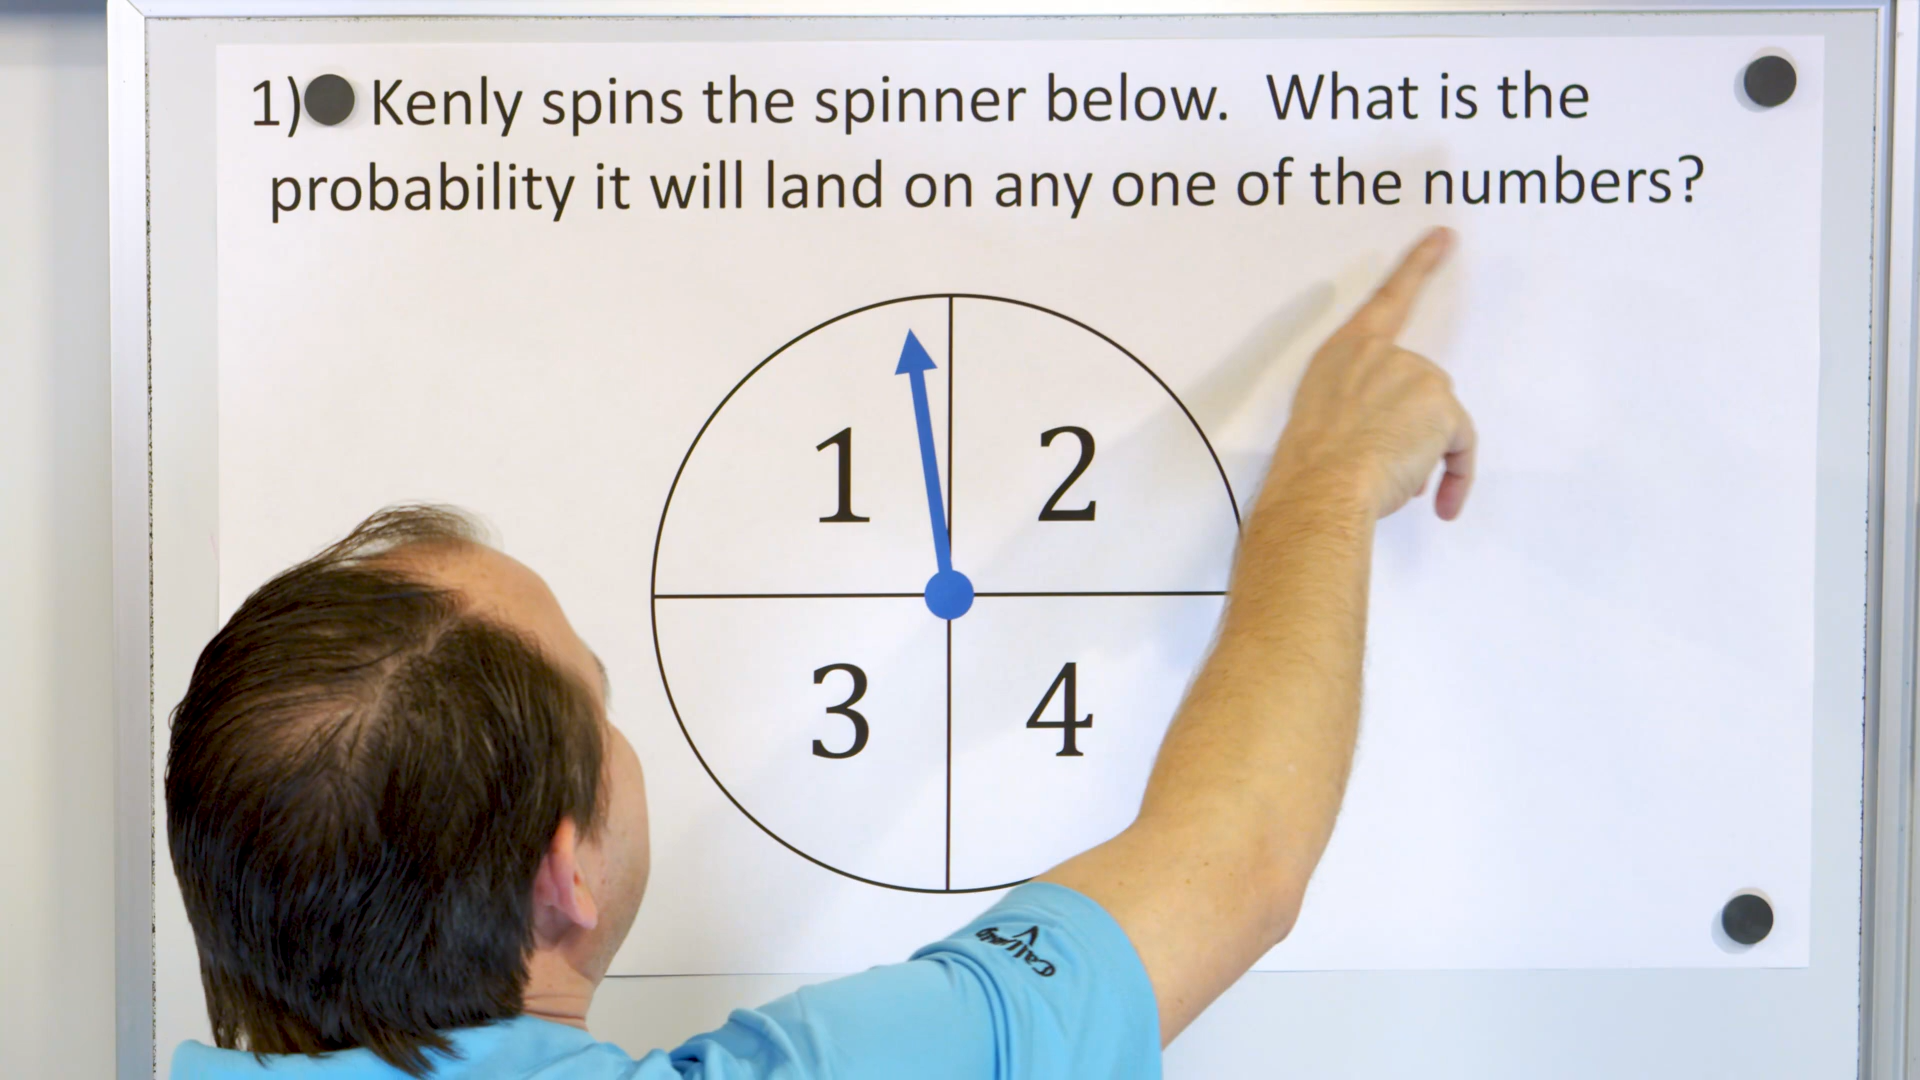 1) Kenly spins the spinner below. What is the
probability it will land on any one of the numbers?
1 2
3 4
Callaway